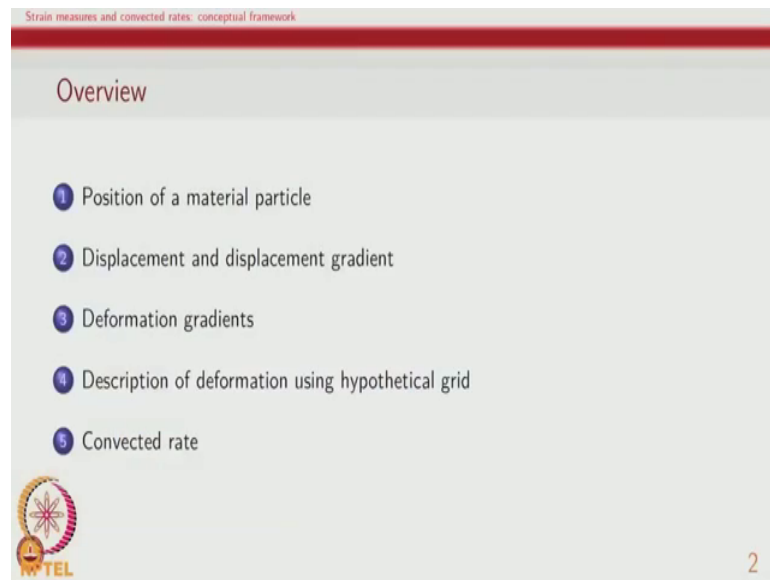 Strain measures and convected rates: conceptual framework
Overview
1 Position of a material particle
2 Displacement and displacement gradient
3 Deformation gradients
4 Description of deformation using hypothetical grid
5 Convected rate
NPTEL
2